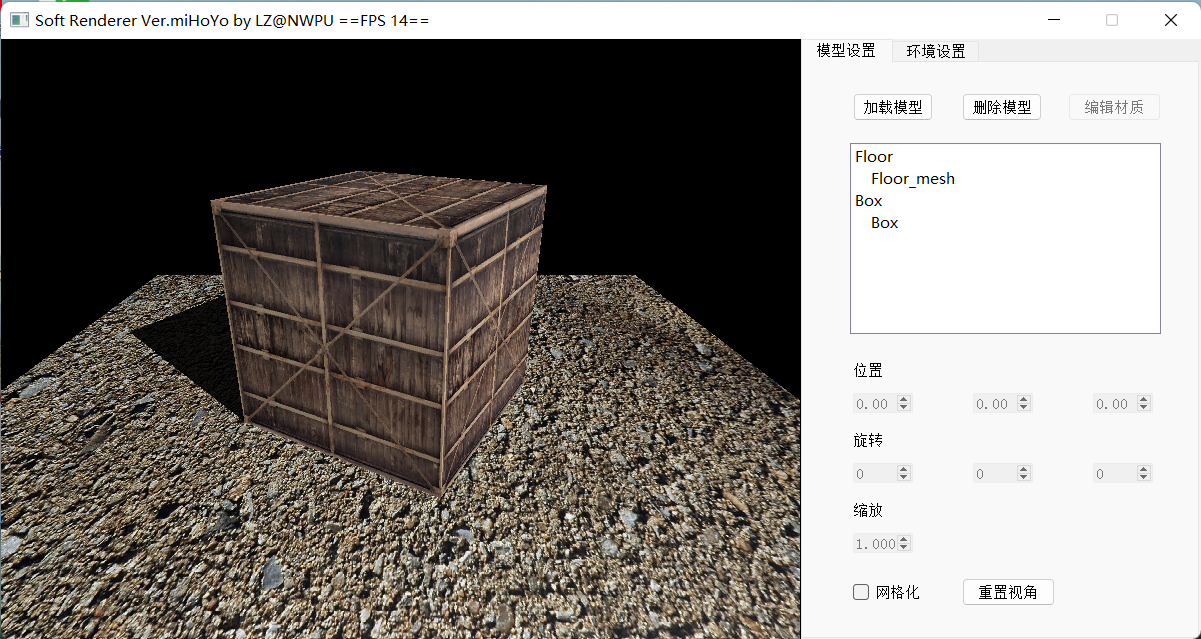 Soft Renderer Ver.miHoYo by LZ@NWPU ==FPS 14==
模型设置 环境设置
加载模型 删除模型 编辑材质
Floor
Floor_mesh
Box
Box
位置
0.00 0.00 0.00
旋转
0 0 0
缩放
1.000
网格化 重置视角